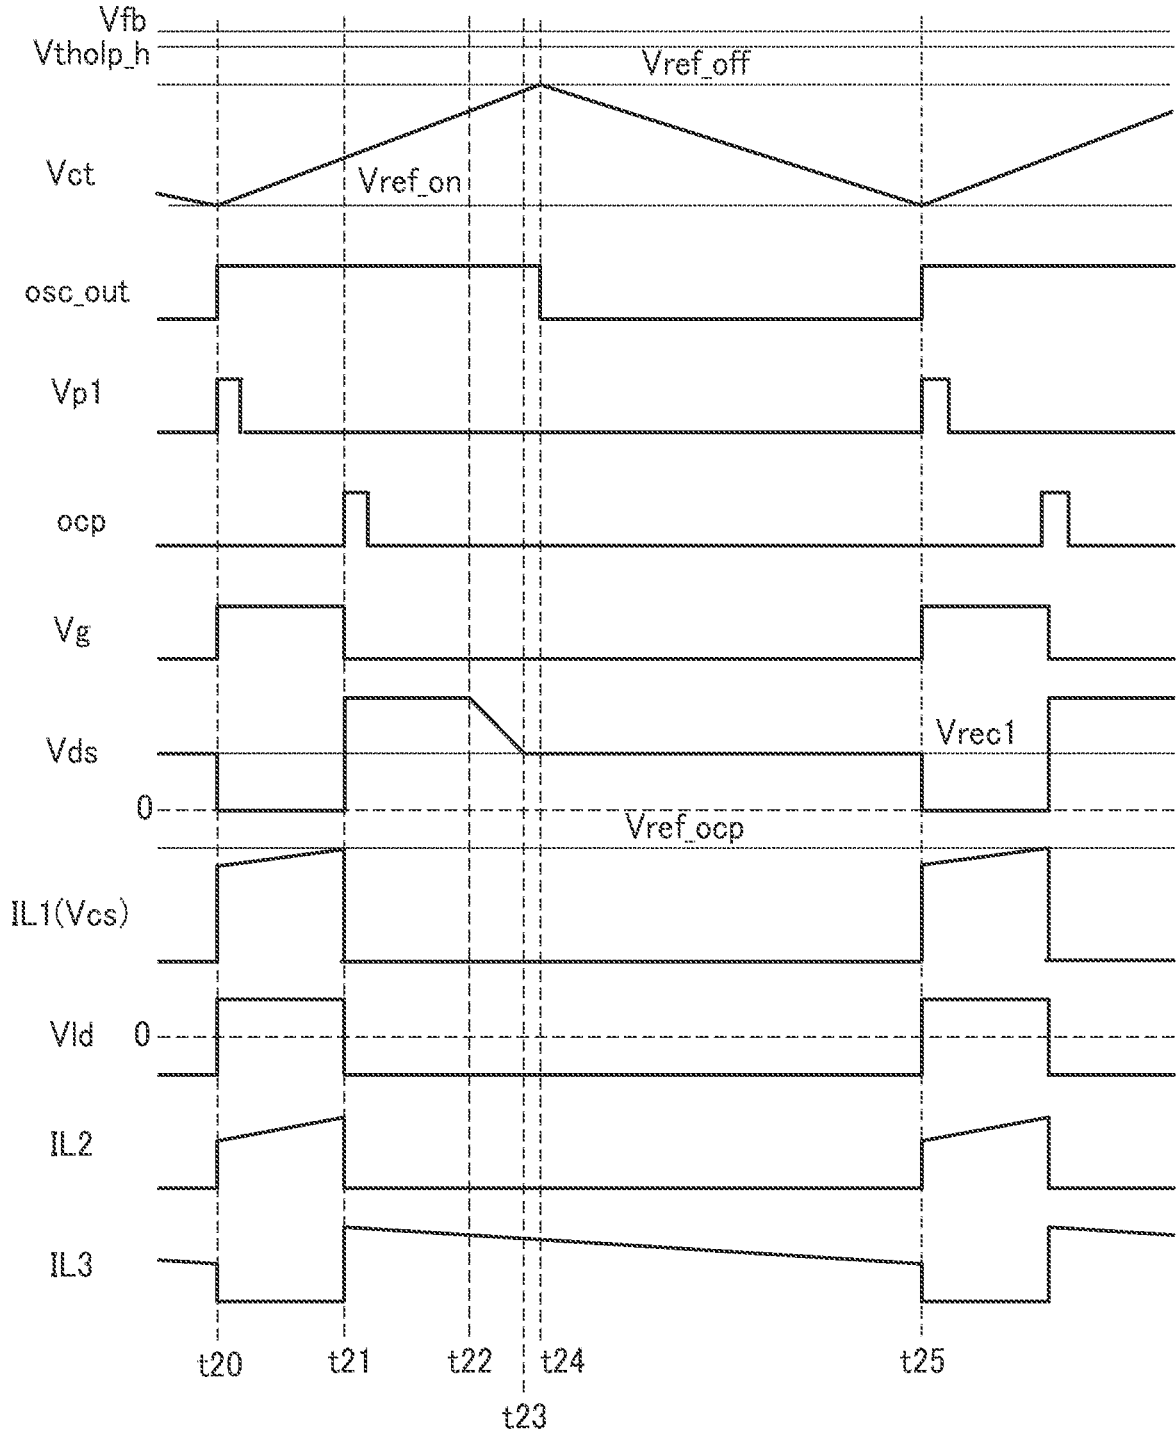 Vfb
Vtholp_h
Vref_off
Vct
Vref_on
osc_out
Vp1
ocp
Vg
Vds
Vrec1
0
Vref_ocp
IL1(Vcs)
Vld
0
IL2
IL3
t20
t21
t22
t24
t25
t23